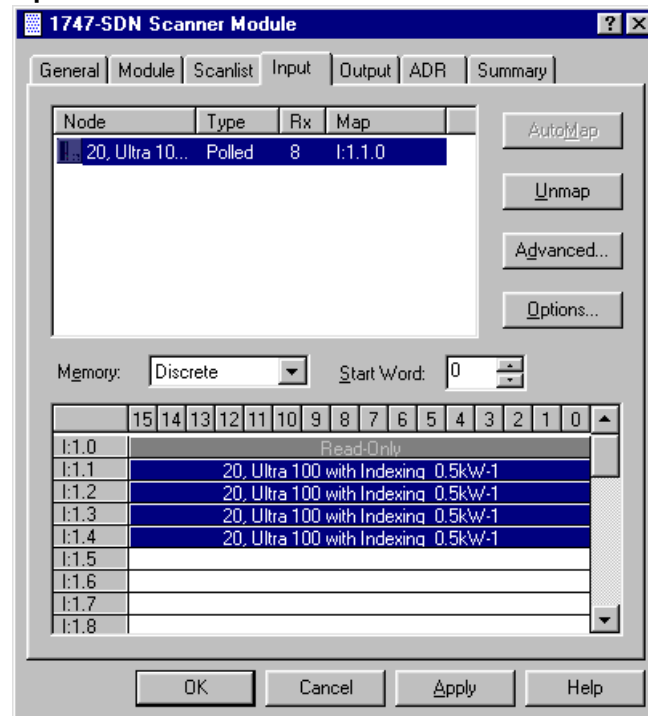 1747-SDN Scanner Module
General Module Scanlist Input Output ADR Summary
Node Type Rx Map
20, Ultra 10... Polled 8 I:1.1.0
AutoMap
Unmap
Advanced...
Options...
Memory: Discrete Start Word: 0
15 14 13 12 11 10 9 8 7 6 5 4 3 2 1 0
I:1.0 Read-Only
I:1.1 20, Ultra 100 with Indexing 0.5kW-1
I:1.2 20, Ultra 100 with Indexing 0.5kW-1
I:1.3 20, Ultra 100 with Indexing 0.5kW-1
I:1.4 20, Ultra 100 with Indexing 0.5kW-1
I:1.5
I:1.6
I:1.7
I:1.8
OK Cancel Apply Help